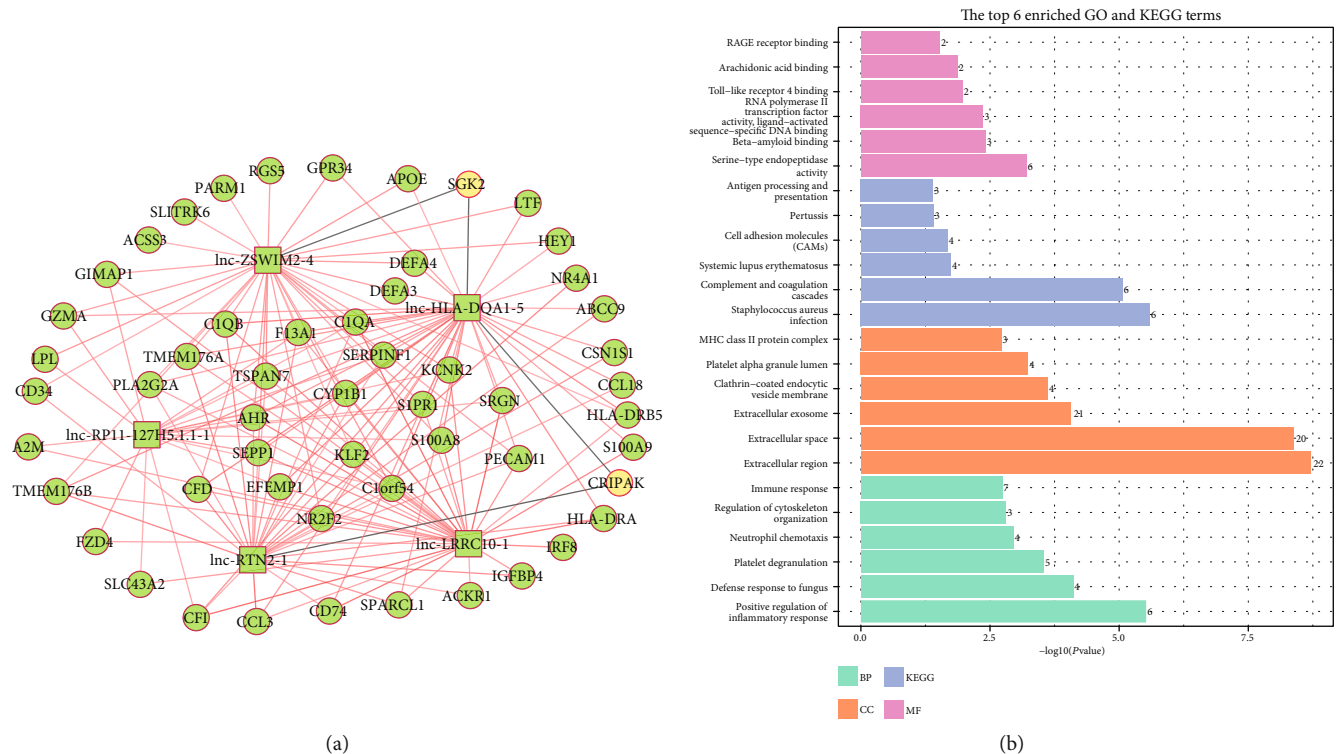 RGS5
GPR34
APOE
SGK2
PARM1
LTF
SLITRK6
ACSS3
HEY1
lnc-ZSWIM2-4
DEFA4
GIMAP1
NR4A1
DEFA3
lnc-HLA-DQA1-5
ABCC9
GZMA
C1QB
F13A1
C1QA
CSN1S1
LPL
TMEM176A
SERPINF1
KCNK2
CD34
PLA2G2A
TSPAN7
CYP1B1
CCL18
S1PR1
SRGN
HLA-DRB5
AHR
lnc-RP11-127H5.1.1-1
A2M
SEPP1
KLF2
S100A8
S100A9
PECAM1
CRIPAK
TMEM176B
CFD
EFEMP1
C1orf54
NR2F2
HLA-DRA
FZD4
lnc-RTN2-1
lnc-LRRC10-1
IRF8
SLC43A2
IGFBP4
CFI
CCL3
CD74
SPARCL1
ACKR1
(a)
The top 6 enriched GO and KEGG terms
RAGE receptor binding
2
Arachidonic acid binding
2
Toll-like receptor 4 binding
2
RNA polymerase II
transcription factor
activity, ligand-activated
sequence-specific DNA binding
3
Beta-amyloid binding
3
Serine-type endopeptidase
activity
6
Antigen processing and
presentation
3
Pertussis
3
Cell adhesion molecules
(CAMs)
4
Systemic lupus erythematosus
4
Complement and coagulation
cascades
6
Staphylococcus aureus
infection
6
MHC class II protein complex
3
Platelet alpha granule lumen
4
Clathrin-coated endocytic
vesicle membrane
4
Extracellular exosome
21
Extracellular space
20
Extracellular region
22
Immune response
7
Regulation of cytoskeleton
organization
3
Neutrophil chemotaxis
4
Platelet degranulation
5
Defense response to fungus
4
Positive regulation of
inflammatory response
6
0.0 2.5 5.0 7.5
−log10(Pvalue)
BP KEGG
CC MF
(b)